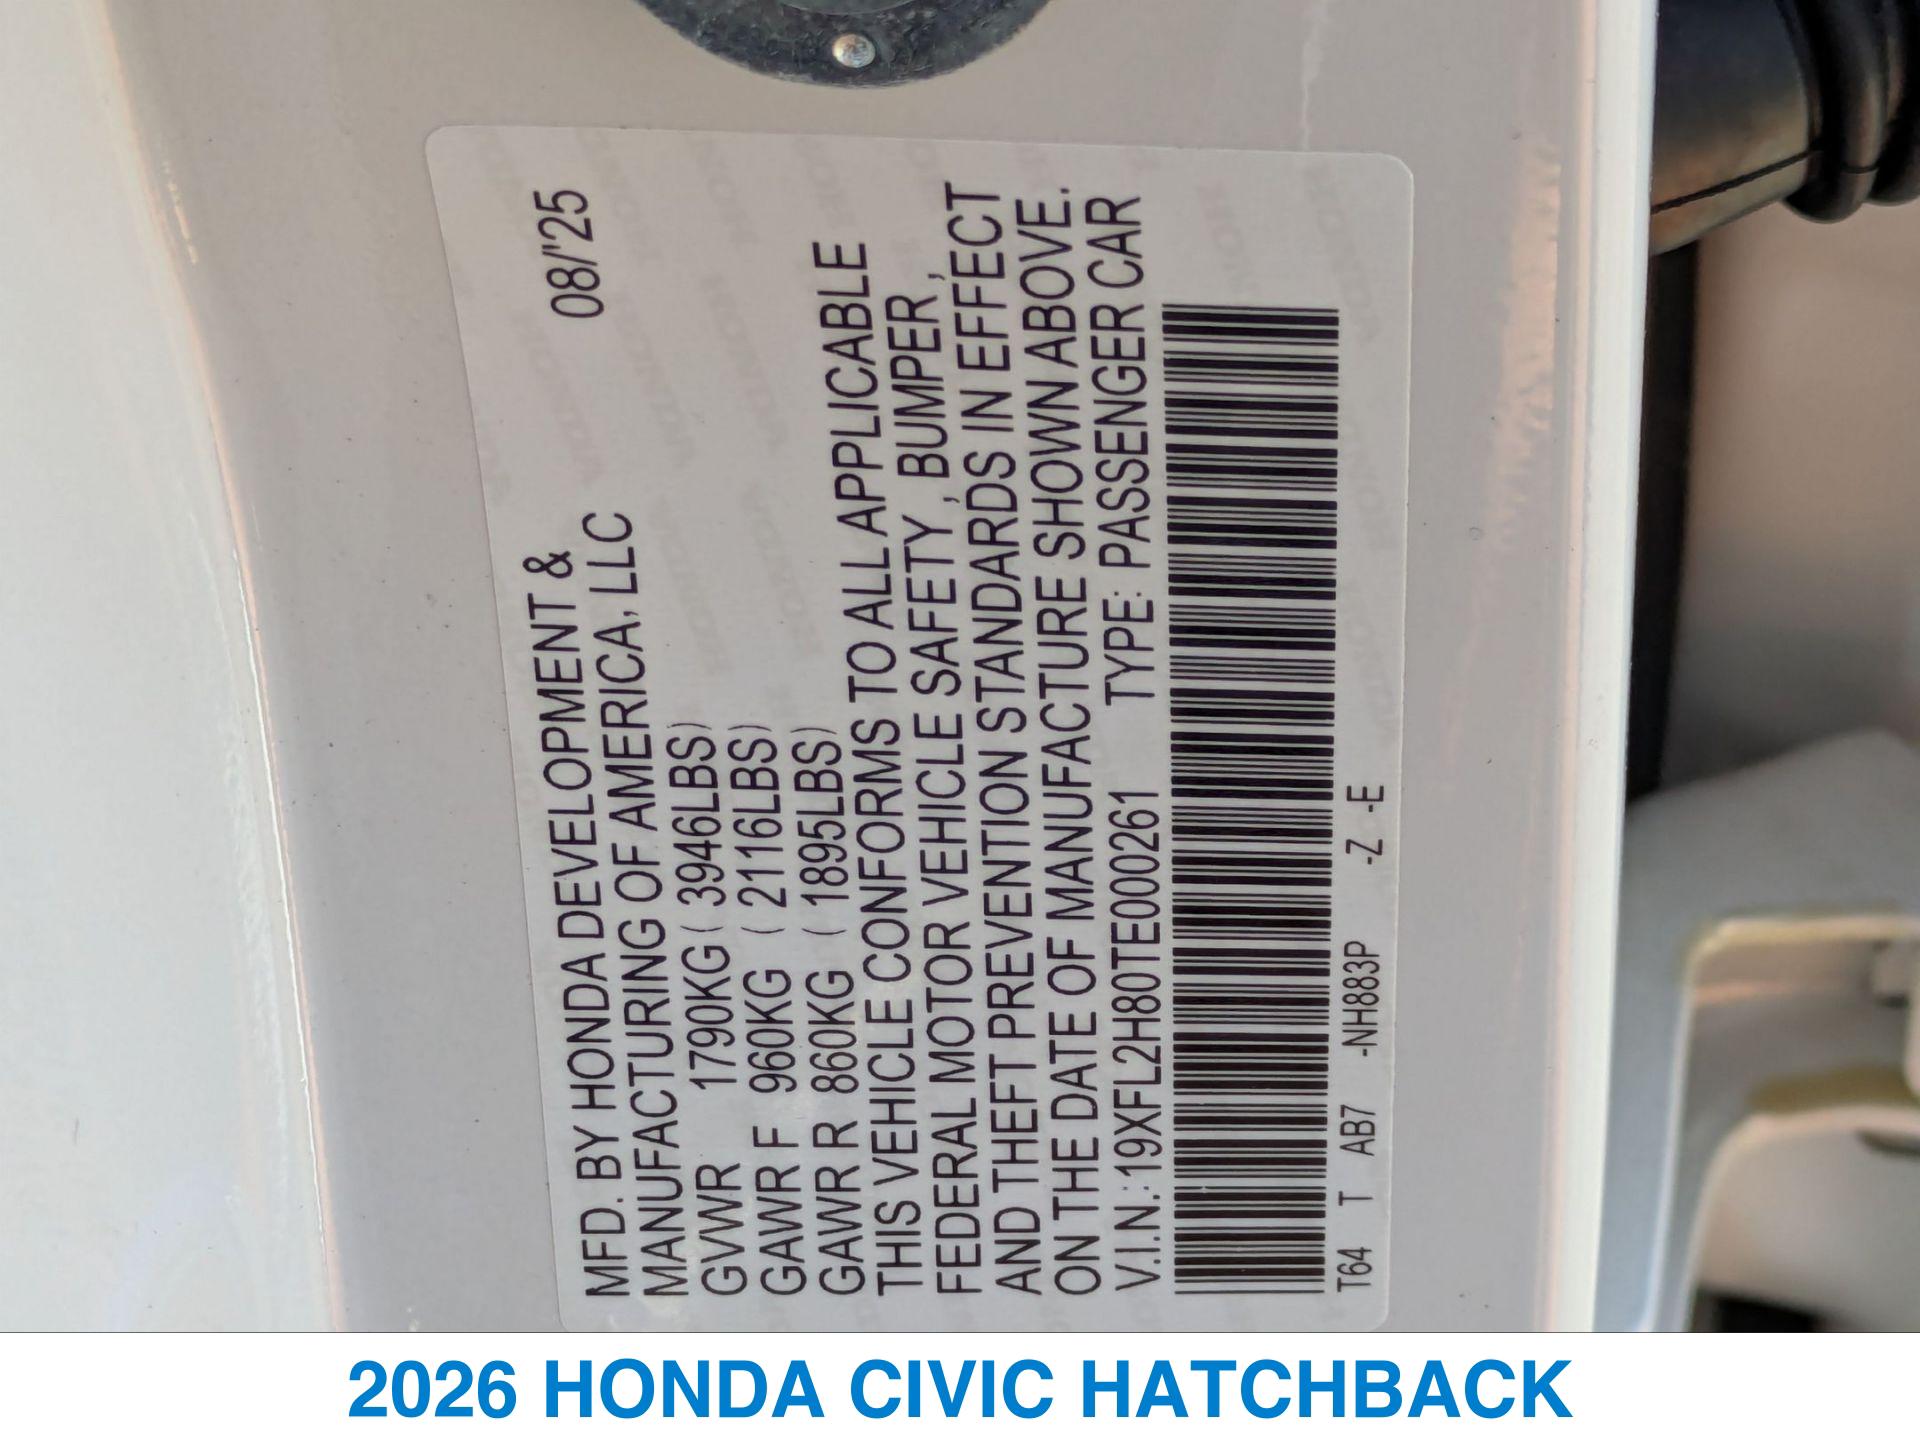 MFD. BY HONDA DEVELOPMENT & 08/'25
MANUFACTURING OF AMERICA, LLC
GVWR 1790KG ( 3946LBS)
GAWR F 960KG ( 2116LBS)
GAWR R 860KG ( 1895LBS)
THIS VEHICLE CONFORMS TO ALL APPLICABLE
FEDERAL MOTOR VEHICLE SAFETY , BUMPER ,
AND THEFT PREVENTION STANDARDS IN EFFECT
ON THE DATE OF MANUFACTURE SHOWN ABOVE.
V.I.N.: 19XFL2H80TE000261 TYPE: PASSENGER CAR
T64 T AB7 -NH883P -Z -E
2026 HONDA CIVIC HATCHBACK